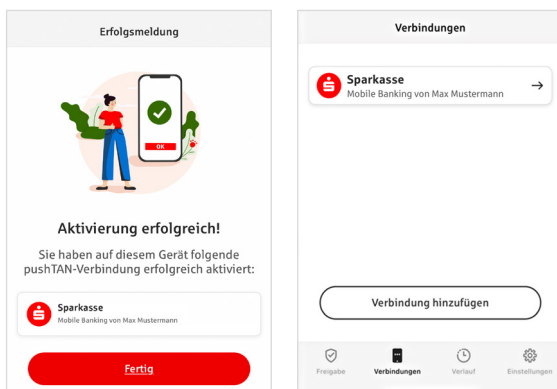 Erfolgsmeldung
OK
Aktivierung erfolgreich!
Sie haben auf diesem Gerät folgende
pushTAN-Verbindung erfolgreich aktiviert:
Sparkasse
Mobile Banking von Max Mustermann
Fertig
Verbindungen
Sparkasse
Mobile Banking von Max Mustermann
Verbindung hinzufügen
Freigabe
Verbindungen
Verlauf
Einstellungen